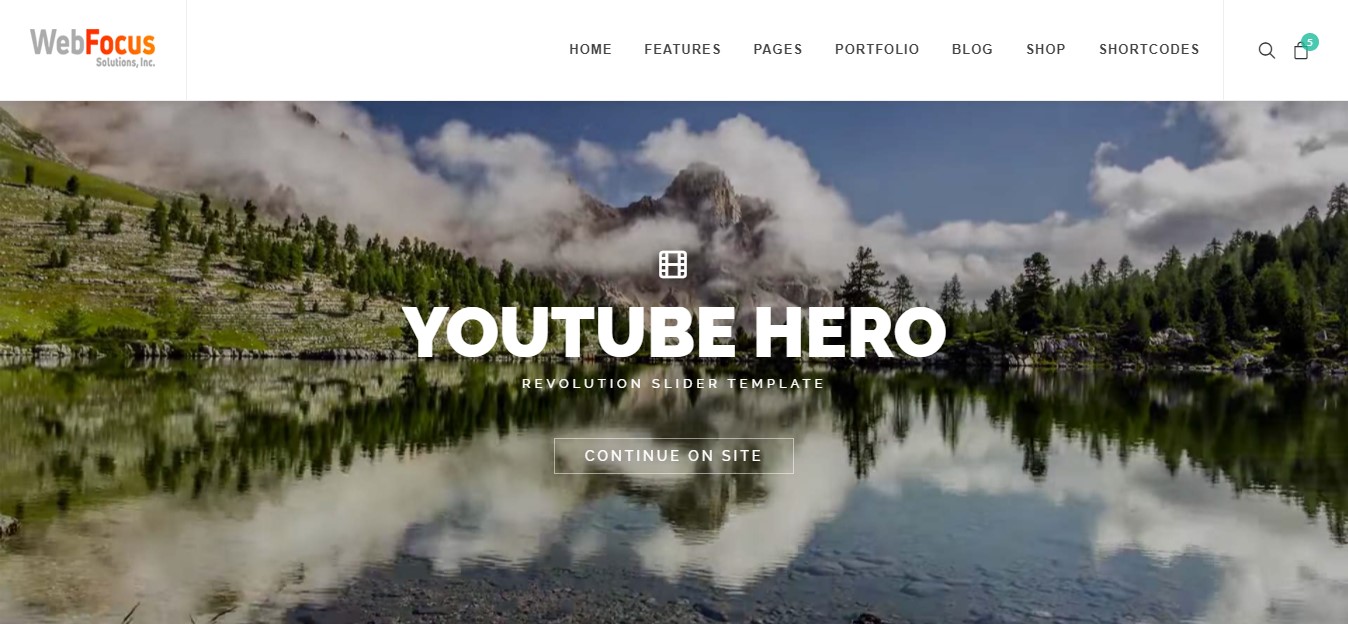 WebFocus
Solutions, Inc.
HOME FEATURES PAGES PORTFOLIO BLOG SHOP SHORTCODES
5
YOUTUBE HERO
REVOLUTION SLIDER TEMPLATE
CONTINUE ON SITE